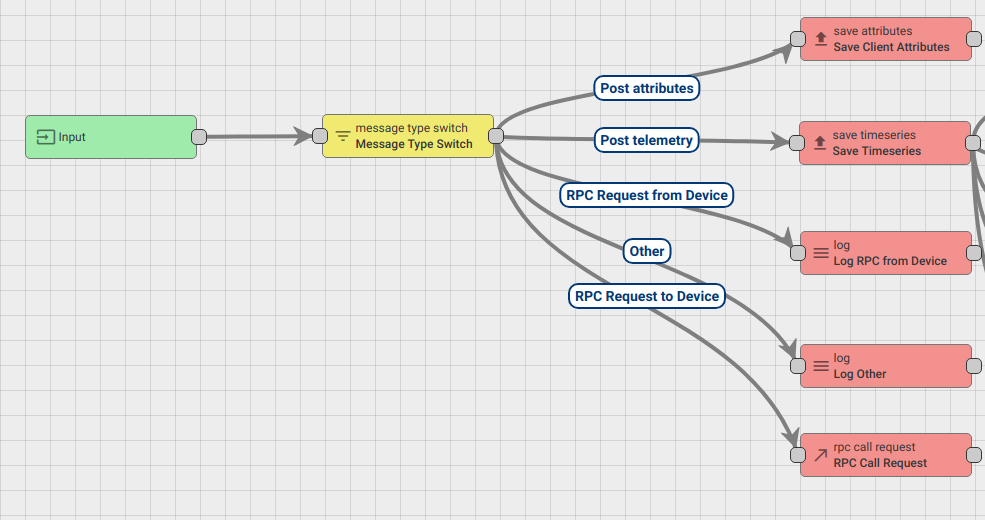 Input
message type switch
Message Type Switch
Post attributes
Post telemetry
RPC Request from Device
Other
RPC Request to Device
save attributes
Save Client Attributes
save timeseries
Save Timeseries
log
Log RPC from Device
log
Log Other
rpc call request
RPC Call Request